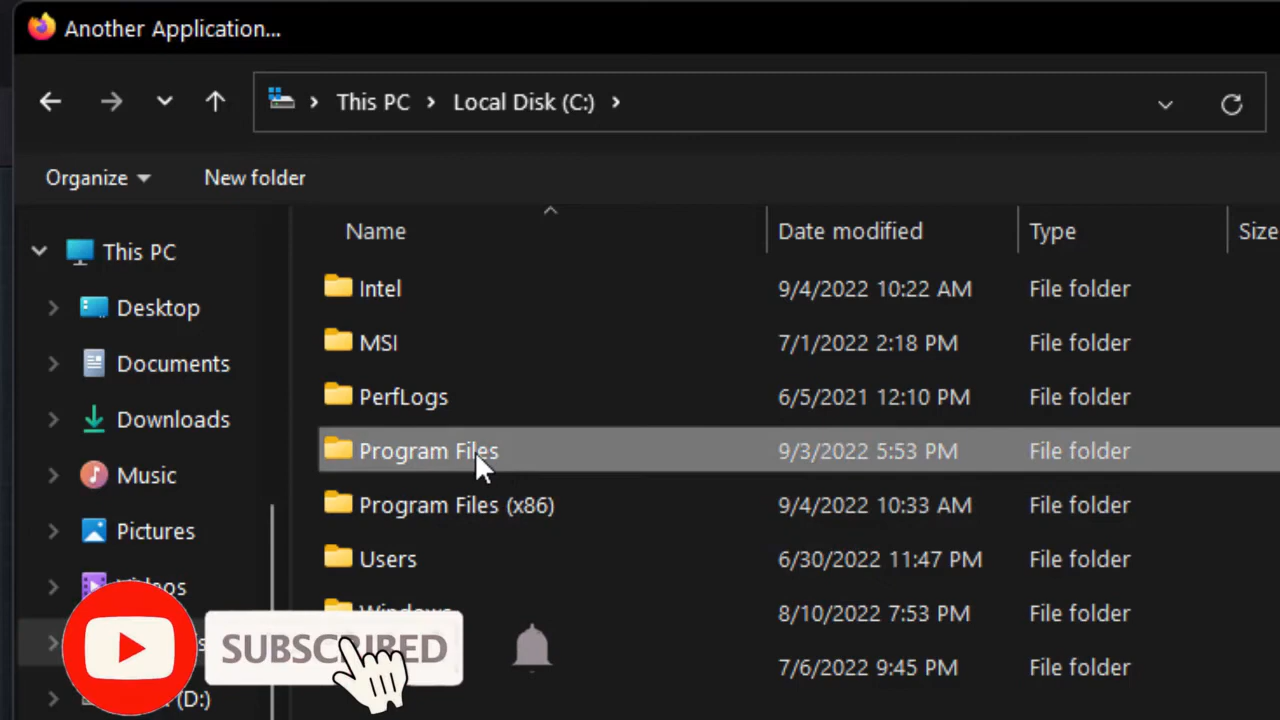 Another Application...
This PC Local Disk (C:)
Organize New folder
Name Date modified Type Size
This PC
Desktop
Documents
Downloads
Music
Pictures
Videos
(D:)
Intel 9/4/2022 10:22 AM File folder
MSI 7/1/2022 2:18 PM File folder
PerfLogs 6/5/2021 12:10 PM File folder
Program Files 9/3/2022 5:53 PM File folder
Program Files (x86) 9/4/2022 10:33 AM File folder
Users 6/30/2022 11:47 PM File folder
Windows 8/10/2022 7:53 PM File folder
7/6/2022 9:45 PM File folder
SUBSCRIBED